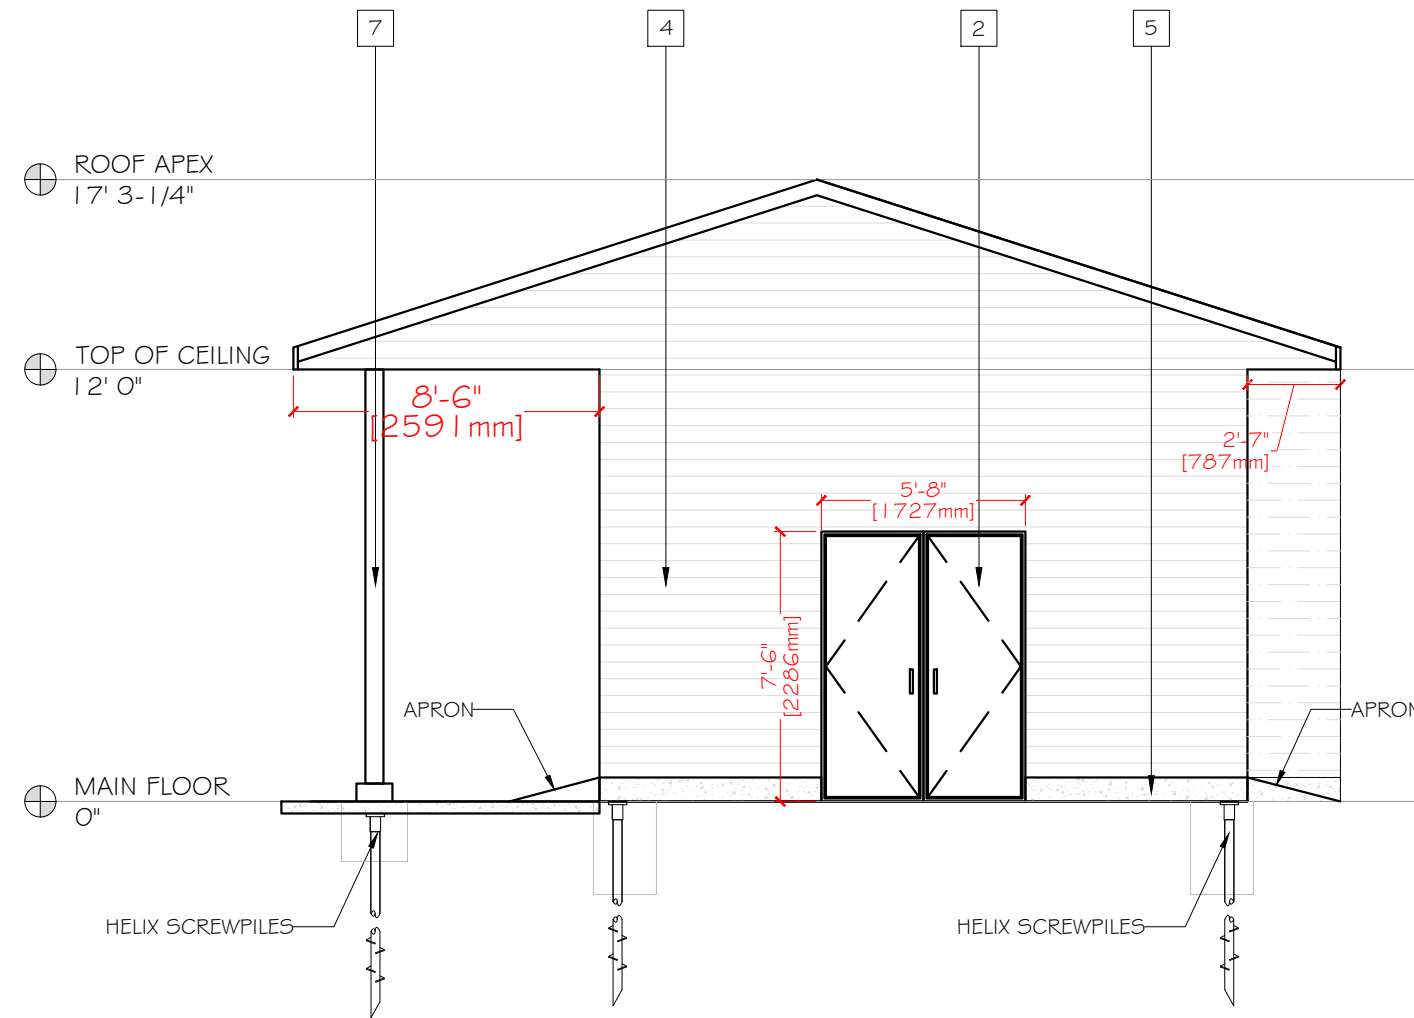 7
4
2
5
ROOF APEX
17' 3-1/4"
TOP OF CEILING
12' 0"
8'-6"
[2591mm]
2'-7"
[787mm]
5'-8"
[1727mm]
7'-6"
[2286mm]
APRON
APRON
MAIN FLOOR
0"
HELIX SCREWPILES
HELIX SCREWPILES